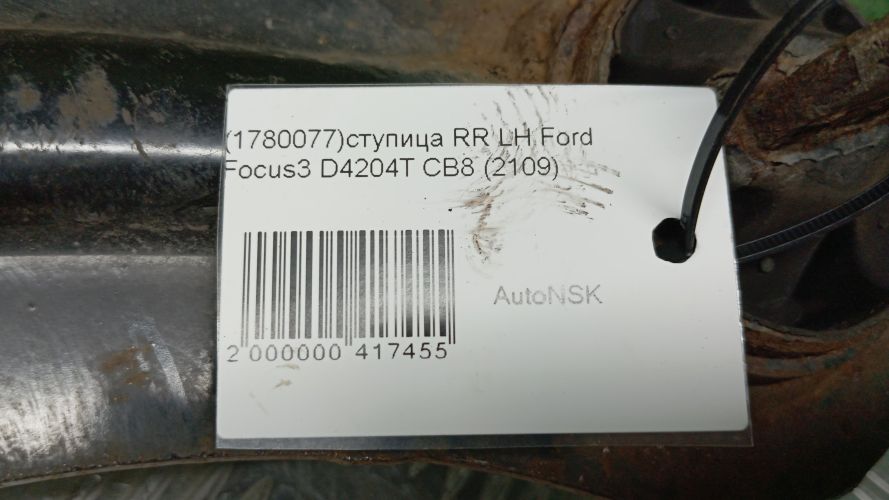 (1780077)ступица RR LH Ford
Focus3 D4204T CB8 (2109)
AutoNSK
2 000000 417455